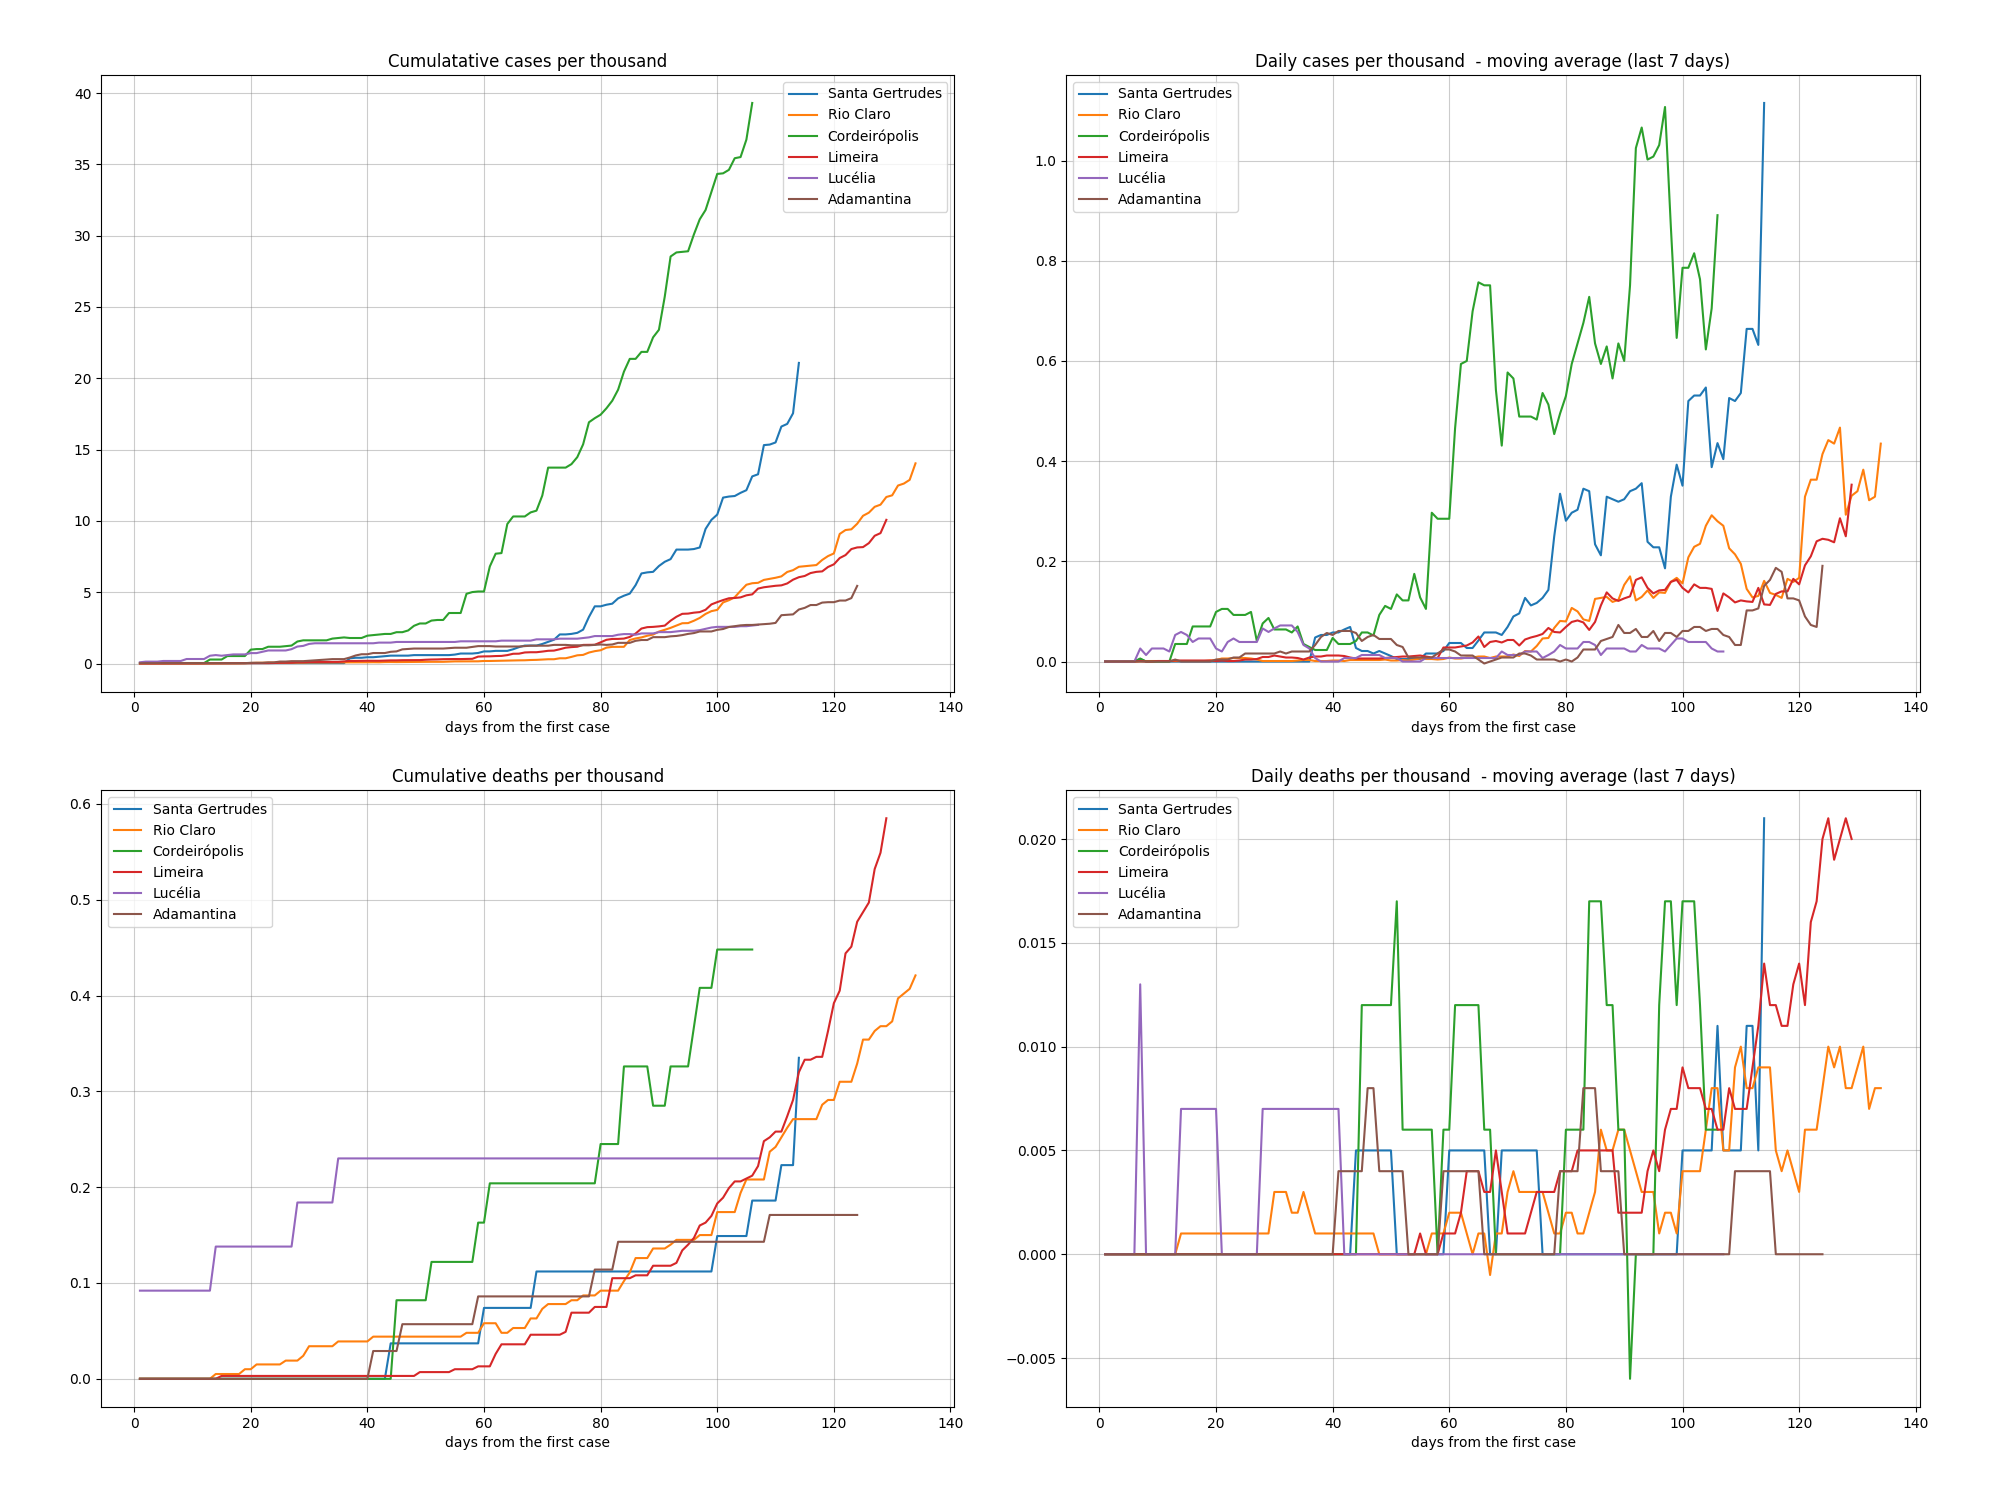 Cumulatative cases per thousand
40
35
30
25
20
15
10
5
0
Santa Gertrudes
Rio Claro
Cordeirópolis
Limeira
Lucélia
Adamantina
0 20 40 60 80 100 120 140
days from the first case
Daily cases per thousand - moving average (last 7 days)
1.0
0.8
0.6
0.4
0.2
0.0
Santa Gertrudes
Rio Claro
Cordeirópolis
Limeira
Lucélia
Adamantina
0 20 40 60 80 100 120 140
days from the first case
Cumulative deaths per thousand
0.6
0.5
0.4
0.3
0.2
0.1
0.0
Santa Gertrudes
Rio Claro
Cordeirópolis
Limeira
Lucélia
Adamantina
0 20 40 60 80 100 120 140
days from the first case
Daily deaths per thousand - moving average (last 7 days)
0.020
0.015
0.010
0.005
0.000
−0.005
Santa Gertrudes
Rio Claro
Cordeirópolis
Limeira
Lucélia
Adamantina
0 20 40 60 80 100 120 140
days from the first case